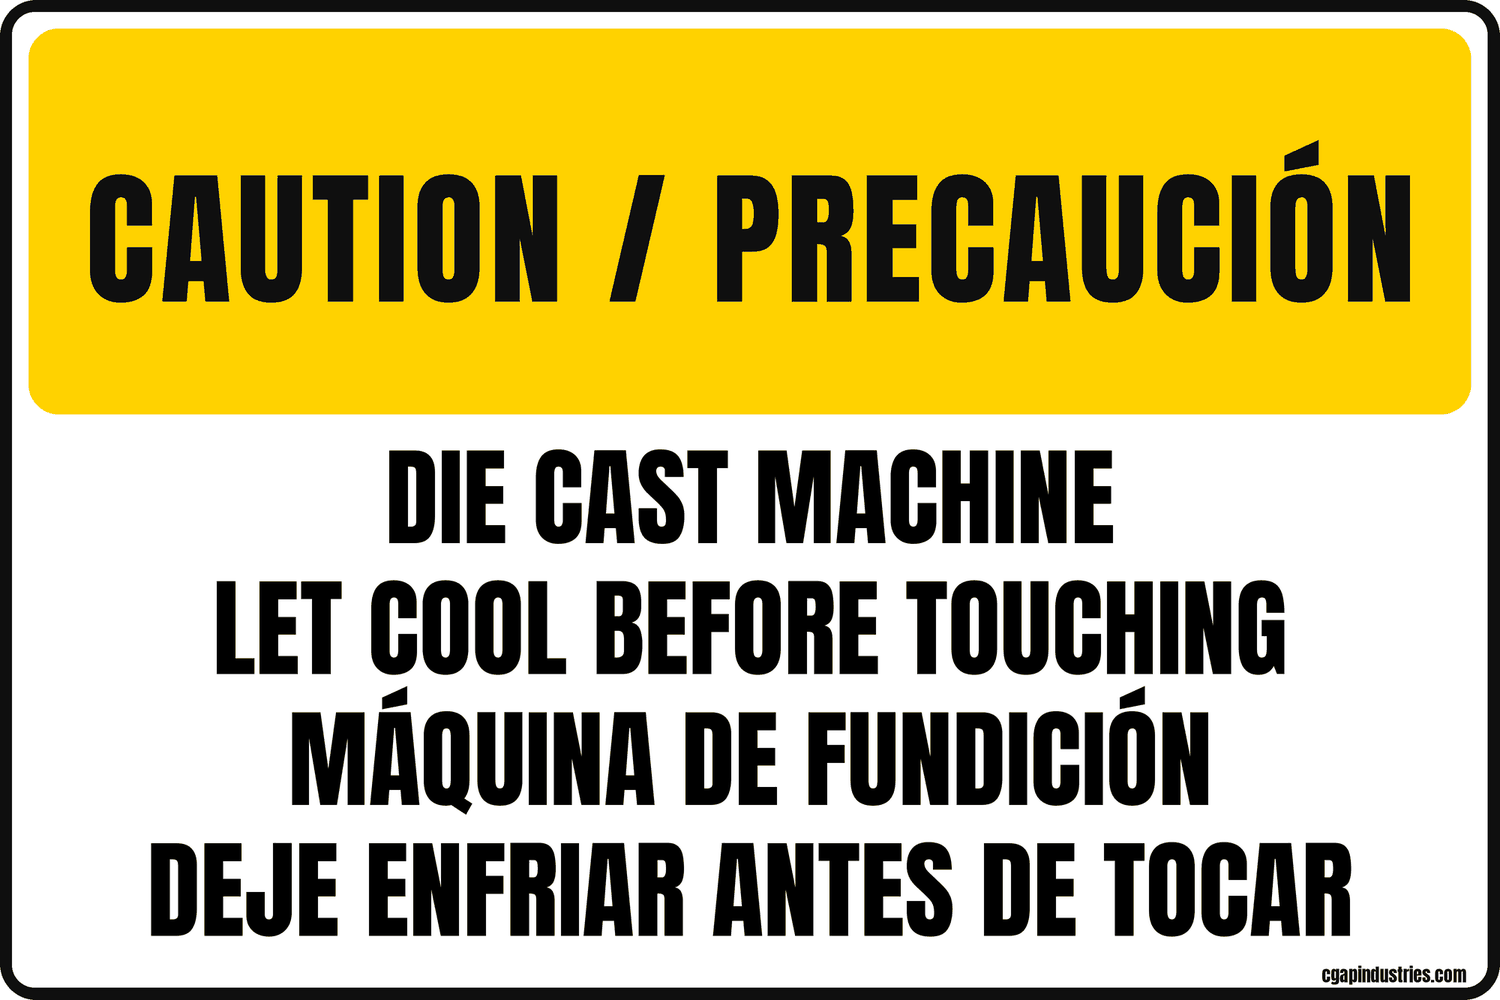 CAUTION / PRECAUCIÓN
DIE CAST MACHINE
LET COOL BEFORE TOUCHING
MÁQUINA DE FUNDICIÓN
DEJE ENFRIAR ANTES DE TOCAR
cgapindustries.com